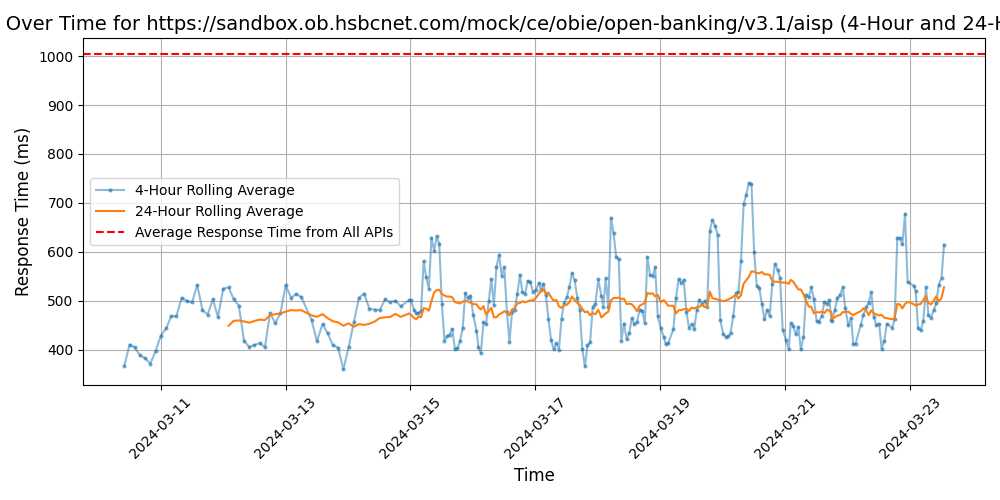 Over Time for https://sandbox.ob.hsbcnet.com/mock/ce/obie/open-banking/v3.1/aisp (4-Hour and 24-H
Response Time (ms)
1000
900
800
700
600
500
400
4-Hour Rolling Average
24-Hour Rolling Average
Average Response Time from All APIs
2024-03-11
2024-03-13
2024-03-15
2024-03-17
2024-03-19
2024-03-21
2024-03-23
Time